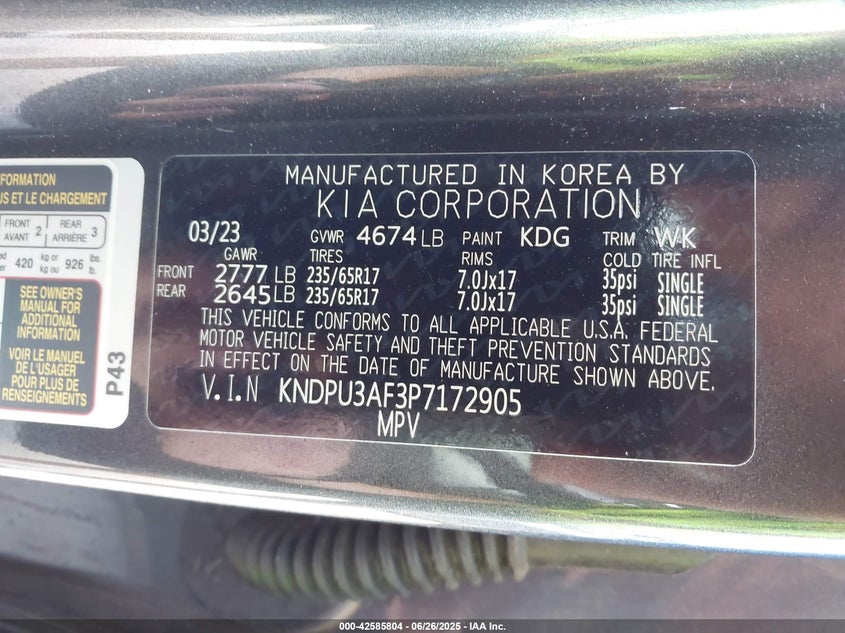 FORMATION
US ET LE CHARGEMENT
FRONT AVANT 2 REAR ARRIÈRE 3
420 kg or kg ou 926 lbs. lb.
SEE OWNER'S
MANUAL FOR
ADDITIONAL
INFORMATION
VOIR LE MANUEL
DE L'USAGER
POUR PLUS DE
RENSEIGNEMENTS
P43
MANUFACTURED IN KOREA BY
KIA CORPORATION
03/23 GVWR 4674 LB PAINT KDG TRIM WK
GAWR TIRES RIMS COLD TIRE INFL
FRONT 2777 LB 235/65R17 7.0Jx17 35psi SINGLE
REAR 2645 LB 235/65R17 7.0Jx17 35psi SINGLE
THIS VEHICLE CONFORMS TO ALL APPLICABLE U.S.A. FEDERAL
MOTOR VEHICLE SAFETY AND THEFT PREVENTION STANDARDS
IN EFFECT ON THE DATE OF MANUFACTURE SHOWN ABOVE.
V.I.N KNDPU3AF3P7172905
MPV
000-42585804 | 06/26/2025 - IAA Inc.